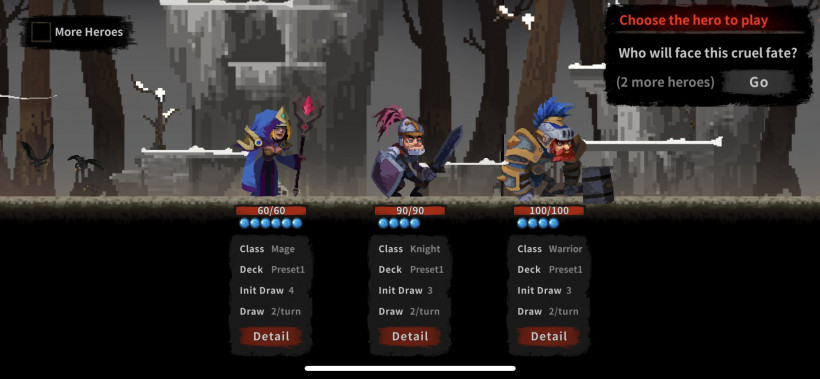 More Heroes
Choose the hero to play
Who will face this cruel fate?
(2 more heroes) Go
60/60
Class Mage
Deck Preset1
Init Draw 4
Draw 2/turn
Detail
90/90
Class Knight
Deck Preset1
Init Draw 3
Draw 2/turn
Detail
100/100
Class Warrior
Deck Preset1
Init Draw 3
Draw 2/turn
Detail